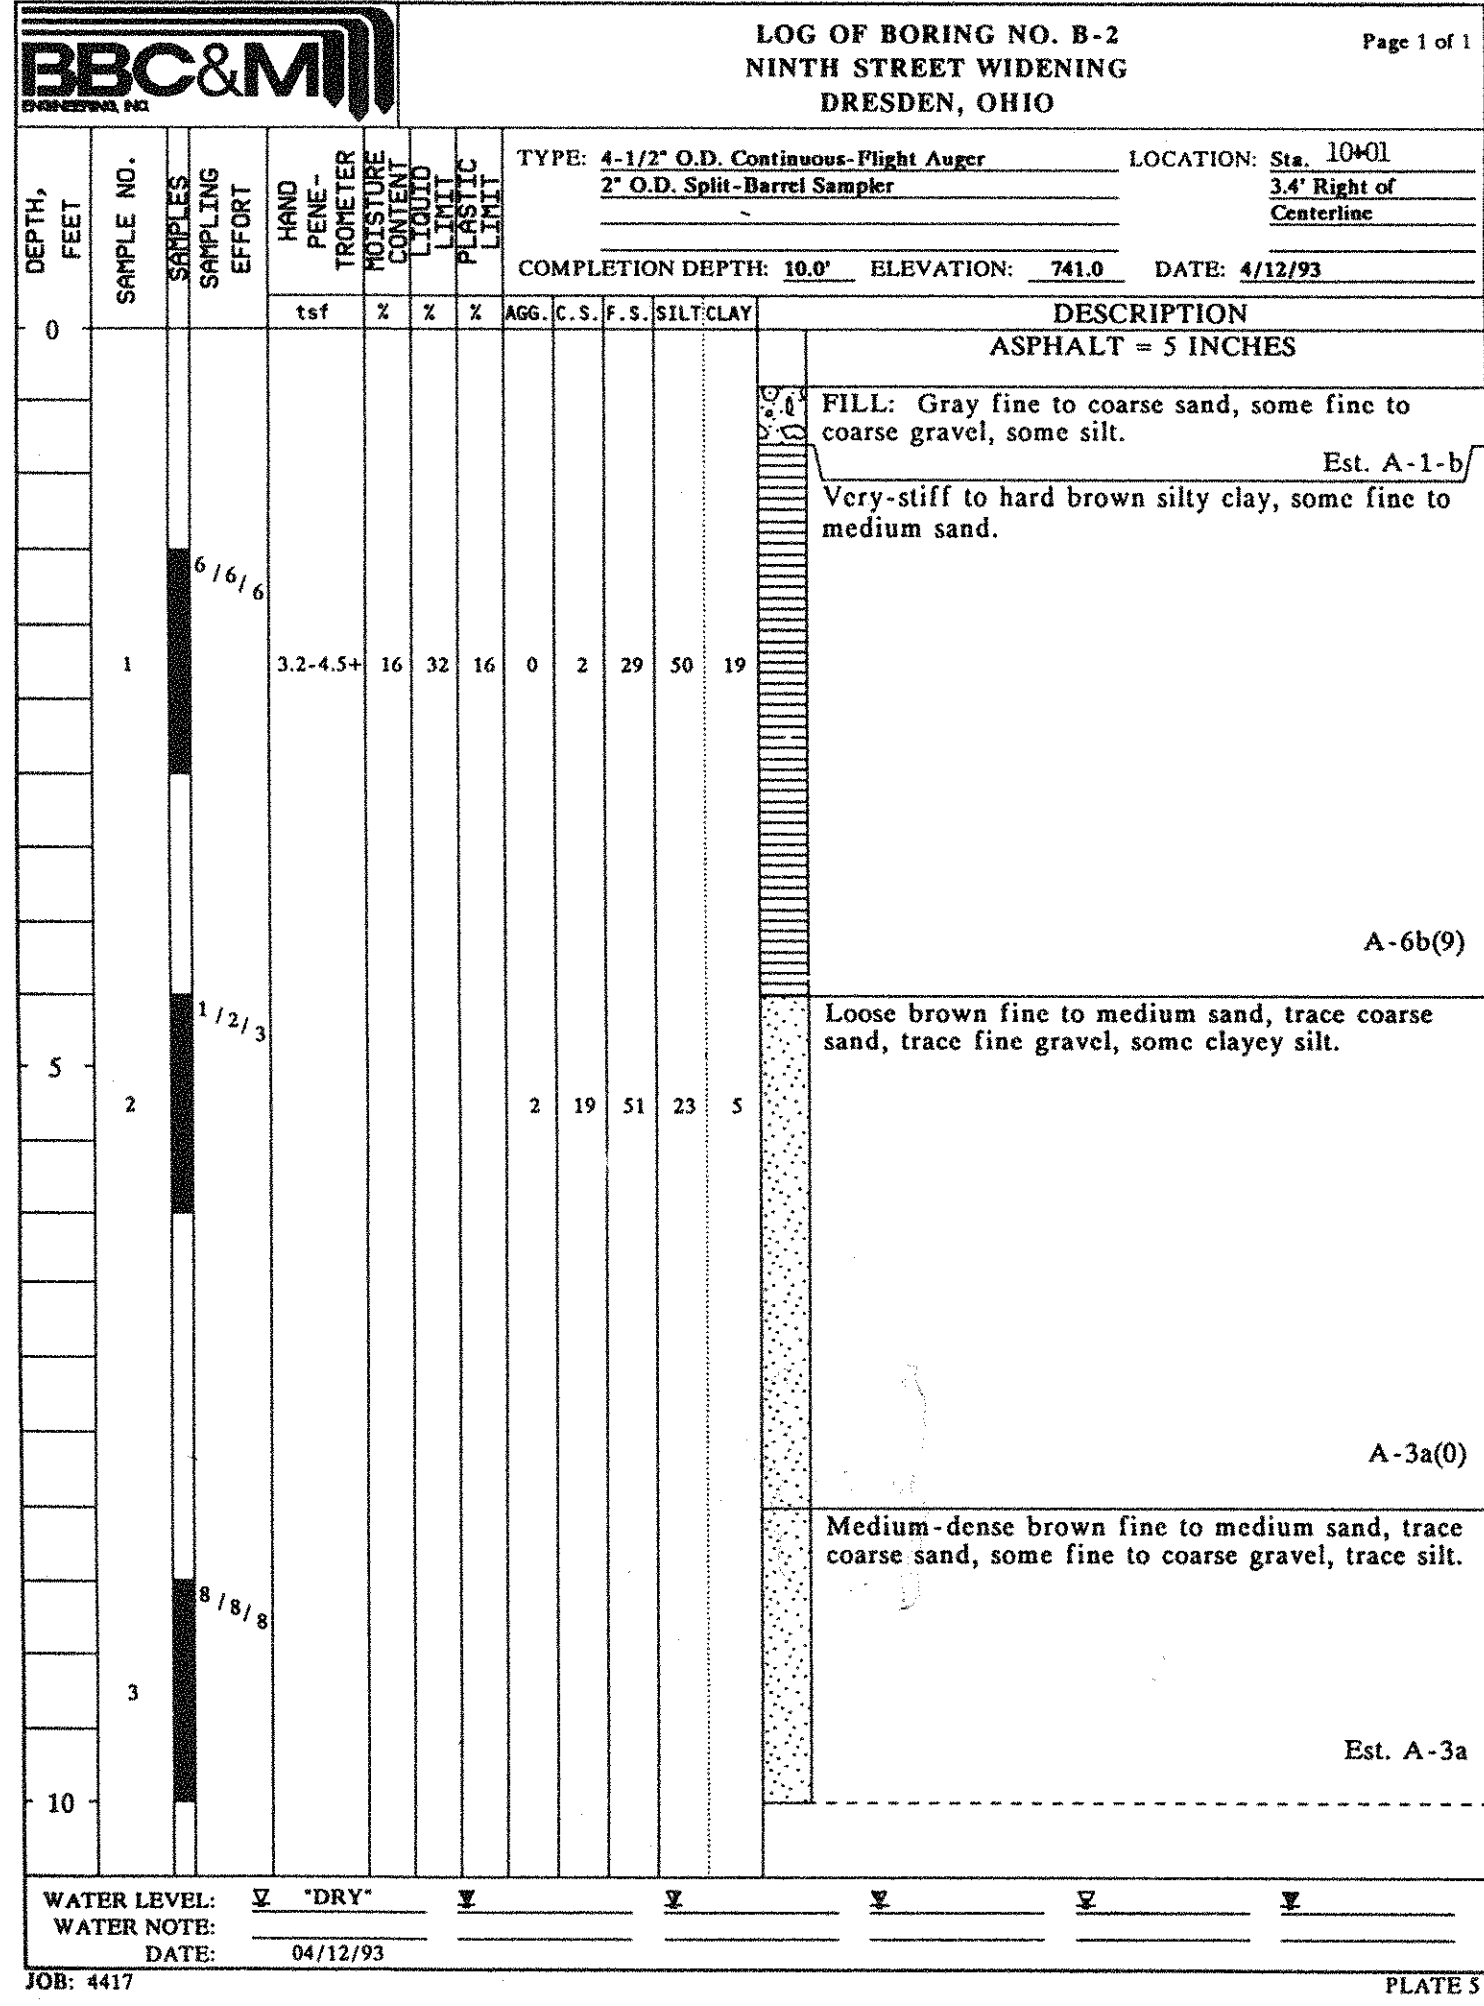 BBC&M
ENGINEERING, INC.
LOG OF BORING NO. B-2
NINTH STREET WIDENING
DRESDEN, OHIO
Page 1 of 1
DEPTH, FEET
SAMPLE NO.
SAMPLES
SAMPLING EFFORT
HAND PENE-TROMETER
MOISTURE CONTENT
LIQUID LIMIT
PLASTIC LIMIT
TYPE: 4-1/2" O.D. Continuous-Flight Auger
2" O.D. Split-Barrel Sampler
LOCATION: Sta. 10+01
3.4' Right of
Centerline
COMPLETION DEPTH: 10.0' ELEVATION: 741.0 DATE: 4/12/93
tsf % % % AGG. C.S. F.S. SILT CLAY DESCRIPTION
0
ASPHALT = 5 INCHES
FILL: Gray fine to coarse sand, some fine to
coarse gravel, some silt.
Est. A-1-b
Very-stiff to hard brown silty clay, some fine to
medium sand.
6/6/6
1 3.2-4.5+ 16 32 16 0 2 29 50 19
A-6b(9)
1/2/3
Loose brown fine to medium sand, trace coarse
sand, trace fine gravel, some clayey silt.
5
2 2 19 51 23 5
A-3a(0)
Medium-dense brown fine to medium sand, trace
coarse sand, some fine to coarse gravel, trace silt.
8/8/8
3
Est. A-3a
10
WATER LEVEL: "DRY"
WATER NOTE:
DATE: 04/12/93
JOB: 4417
PLATE 5